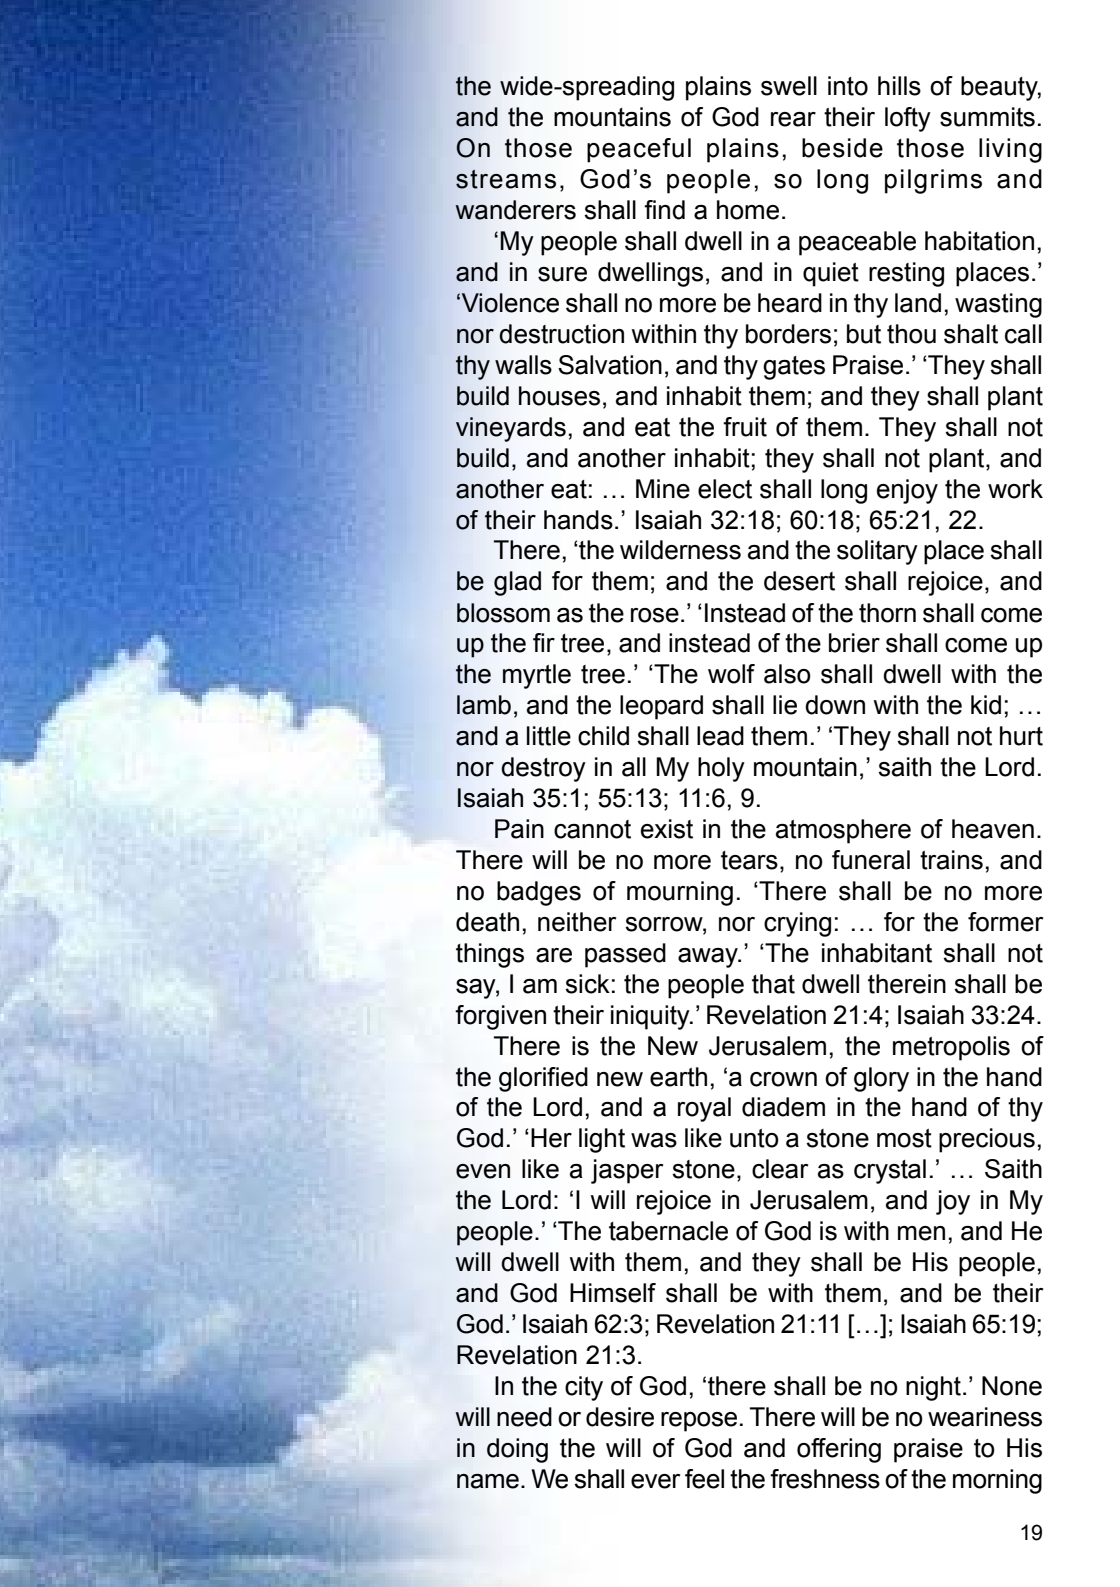 the wide-spreading plains swell into hills of beauty,
and the mountains of God rear their lofty summits.
On those peaceful plains, beside those living
streams, God’s people, so long pilgrims and
wanderers shall find a home.
‘My people shall dwell in a peaceable habitation,
and in sure dwellings, and in quiet resting places.’
‘Violence shall no more be heard in thy land, wasting
nor destruction within thy borders; but thou shalt call
thy walls Salvation, and thy gates Praise.’ ‘They shall
build houses, and inhabit them; and they shall plant
vineyards, and eat the fruit of them. They shall not
build, and another inhabit; they shall not plant, and
another eat: … Mine elect shall long enjoy the work
of their hands.’ Isaiah 32:18; 60:18; 65:21, 22.
There, ‘the wilderness and the solitary place shall
be glad for them; and the desert shall rejoice, and
blossom as the rose.’ ‘Instead of the thorn shall come
up the fir tree, and instead of the brier shall come up
the myrtle tree.’ ‘The wolf also shall dwell with the
lamb, and the leopard shall lie down with the kid; …
and a little child shall lead them.’ ‘They shall not hurt
nor destroy in all My holy mountain,’ saith the Lord.
Isaiah 35:1; 55:13; 11:6, 9.
Pain cannot exist in the atmosphere of heaven.
There will be no more tears, no funeral trains, and
no badges of mourning. ‘There shall be no more
death, neither sorrow, nor crying: … for the former
things are passed away.’ ‘The inhabitant shall not
say, I am sick: the people that dwell therein shall be
forgiven their iniquity.’ Revelation 21:4; Isaiah 33:24.
There is the New Jerusalem, the metropolis of
the glorified new earth, ‘a crown of glory in the hand
of the Lord, and a royal diadem in the hand of thy
God.’ ‘Her light was like unto a stone most precious,
even like a jasper stone, clear as crystal.’ … Saith
the Lord: ‘I will rejoice in Jerusalem, and joy in My
people.’ ‘The tabernacle of God is with men, and He
will dwell with them, and they shall be His people,
and God Himself shall be with them, and be their
God.’ Isaiah 62:3; Revelation 21:11 […]; Isaiah 65:19;
Revelation 21:3.
In the city of God, ‘there shall be no night.’ None
will need or desire repose. There will be no weariness
in doing the will of God and offering praise to His
name. We shall ever feel the freshness of the morning
19